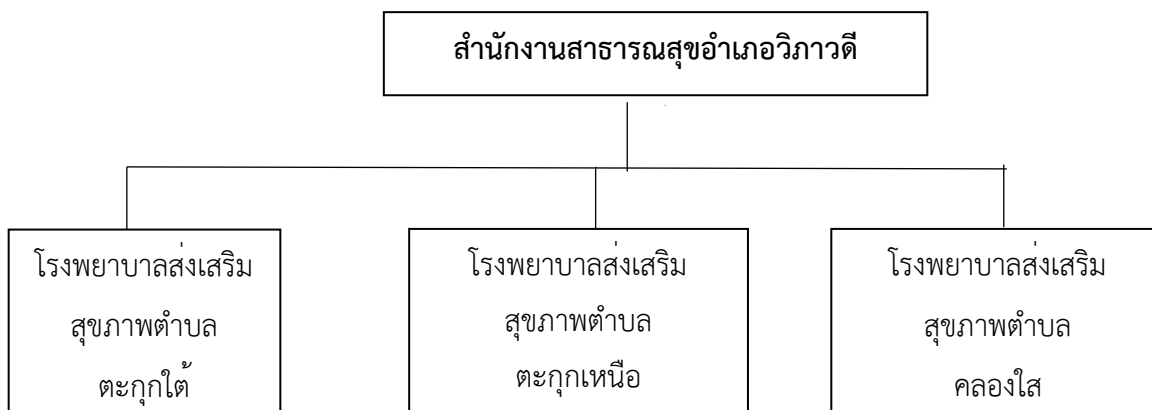 สำนักงานสาธารณสุขอำเภอวิภาวดี
โรงพยาบาลส่งเสริม
สุขภาพตำบล
ตะกุกใต้
โรงพยาบาลส่งเสริม
สุขภาพตำบล
ตะกุกเหนือ
โรงพยาบาลส่งเสริม
สุขภาพตำบล
คลองใส